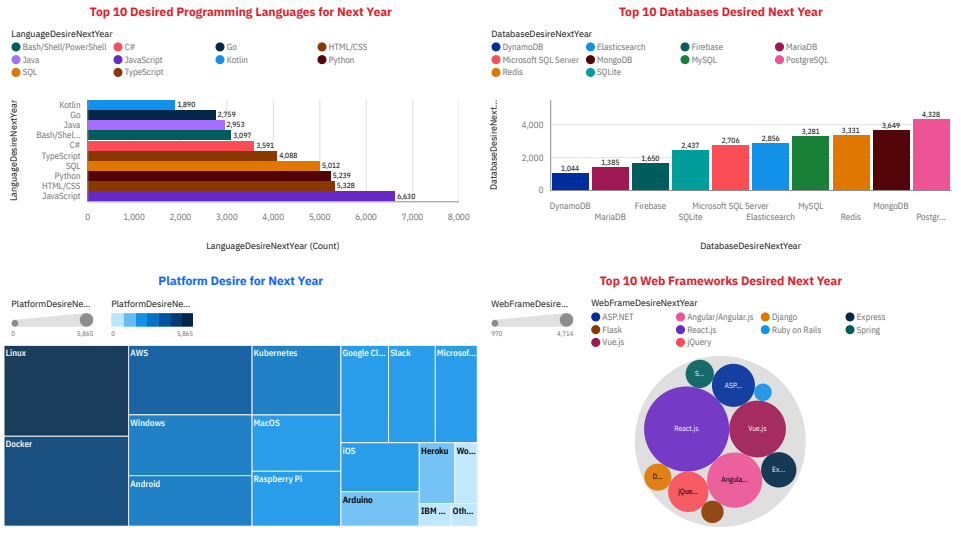 Top 10 Desired Programming Languages for Next Year
LanguageDesireNextYear
Bash/Shell/PowerShell C# Go HTML/CSS
Java JavaScript Kotlin Python
SQL TypeScript
LanguageDesireNextYear
Kotlin 1,890
Go 2,759
Java 2,953
Bash/Shel... 3,097
C# 3,591
TypeScript 4,088
SQL 5,012
Python 5,239
HTML/CSS 5,328
JavaScript 6,630
0 1,000 2,000 3,000 4,000 5,000 6,000 7,000 8,000
LanguageDesireNextYear (Count)
Top 10 Databases Desired Next Year
DatabaseDesireNextYear
DynamoDB Elasticsearch Firebase MariaDB
Microsoft SQL Server MongoDB MySQL PostgreSQL
Redis SQLite
DatabaseDesireNext...
4,000
2,000
0
1,044 1,385 1,650 2,437 2,706 2,856 3,281 3,331 3,649 4,328
DynamoDB Firebase Microsoft SQL Server MySQL MongoDB
MariaDB SQLite Elasticsearch Redis Postgr...
DatabaseDesireNextYear
Platform Desire for Next Year
PlatformDesireNe... PlatformDesireNe...
0 5,865 0 5,865
Linux AWS Kubernetes Google Cl... Slack Microsof...
Docker Windows MacOS iOS Heroku Wo...
Android Raspberry Pi Arduino IBM ... Oth...
Top 10 Web Frameworks Desired Next Year
WebFrameDesire... WebFrameDesireNextYear
970 4,714
ASP.NET Angular/Angular.js Django Express
Flask React.js Ruby on Rails Spring
Vue.js jQuery
S... ASP...
React.js Vue.js
D... jQue... Angula... Ex...